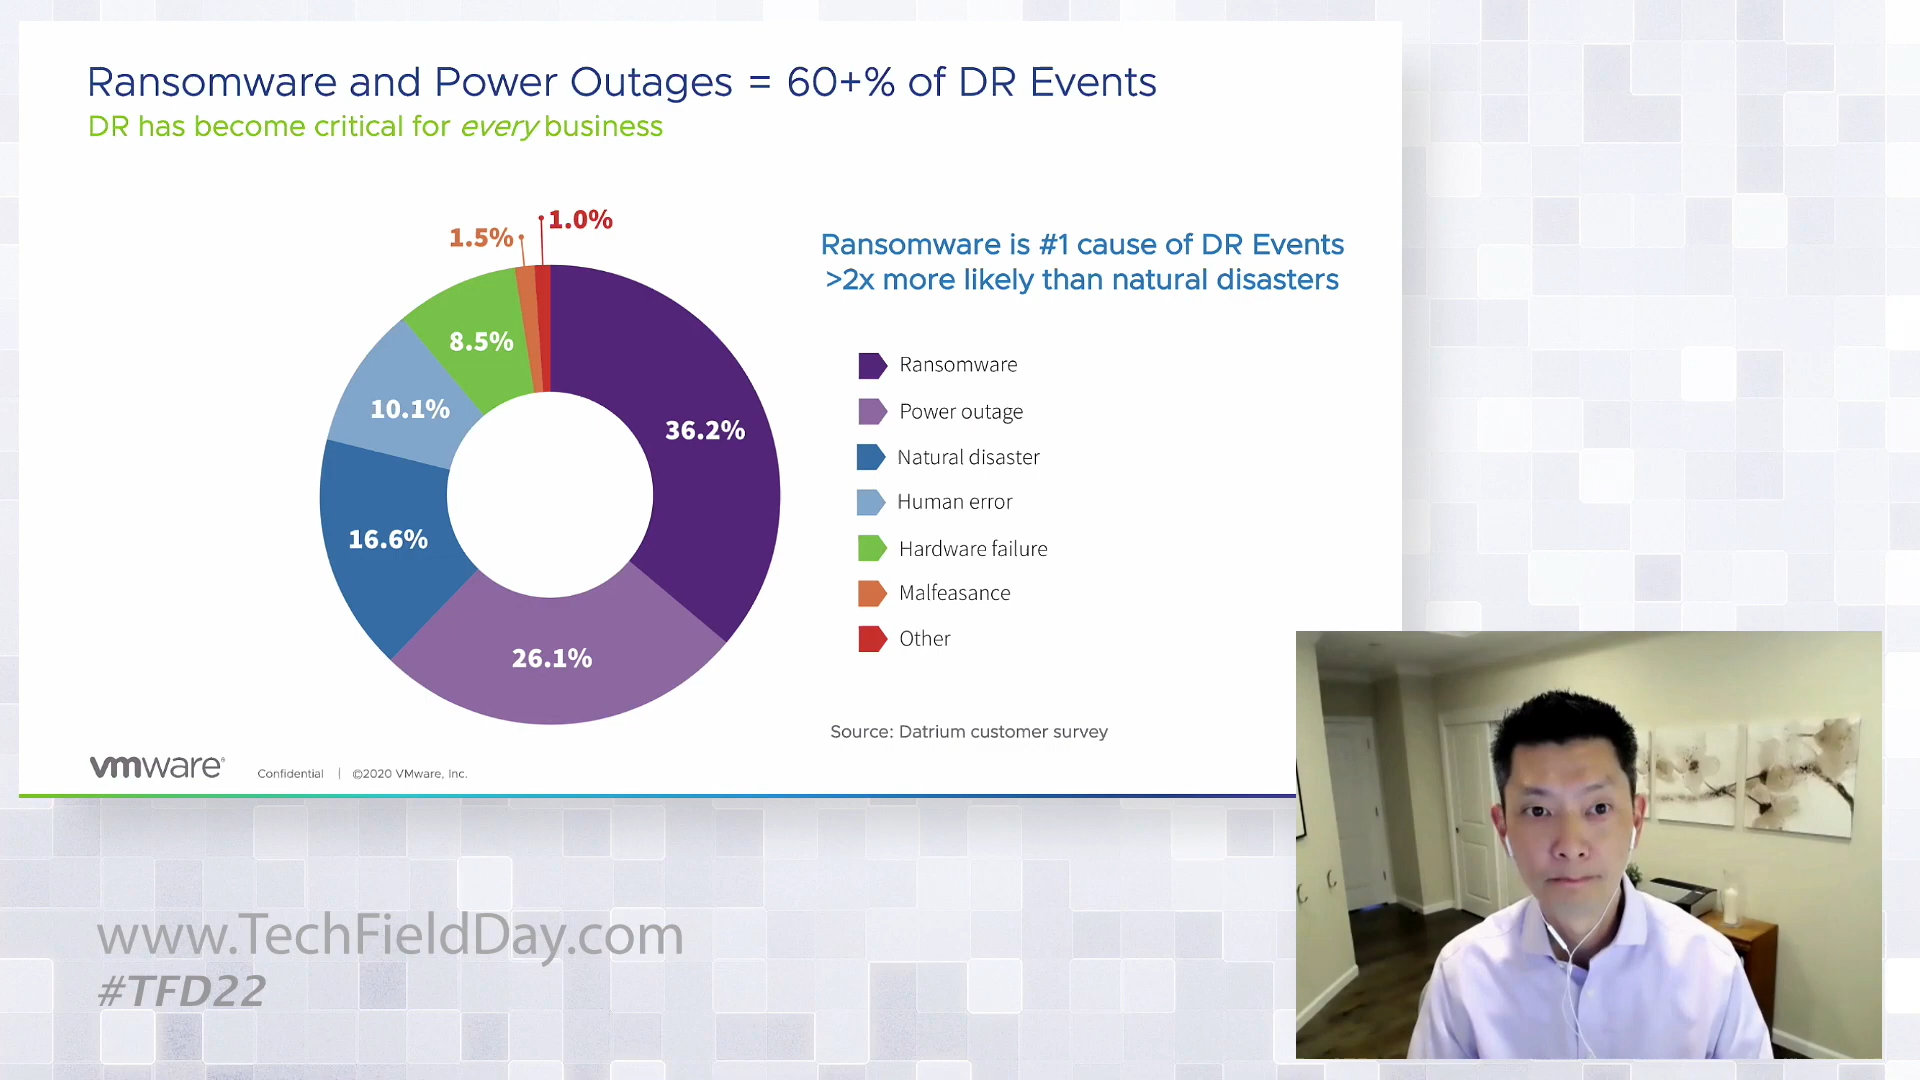 Ransomware and Power Outages = 60+% of DR Events
DR has become critical for every business
1.0%
1.5%
8.5%
10.1%
36.2%
16.6%
26.1%
Ransomware is #1 cause of DR Events
>2x more likely than natural disasters
Ransomware
Power outage
Natural disaster
Human error
Hardware failure
Malfeasance
Other
Source: Datrium customer survey
vmware®
Confidential | ©2020 VMware, Inc.
www.TechFieldDay.com
#TFD22